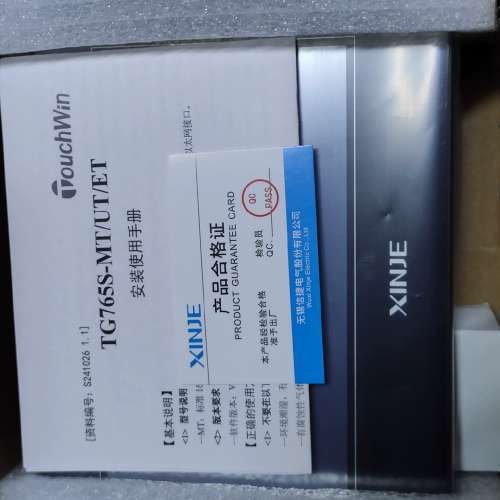 [资料编号: S241026 1.1]
TouchWin
TG765S-MT/UT/ET
安装使用手册
【基本说明】
<1> 型号说明
—MT: 标准 16
以太网接口。
<2> 版本要求
—软件版本: V
【正确的使用方
<1> 不要在以下
—环境潮湿，有
—有腐蚀性气体
XINJE
产品合格证
PRODUCT GUARANTEE CARD
本产品经检验合格
准予出厂
检验员
QC.
QC
PASS
无锡信捷电气股份有限公司
Wuxi Xinje Electric Co., Ltd
XINJE